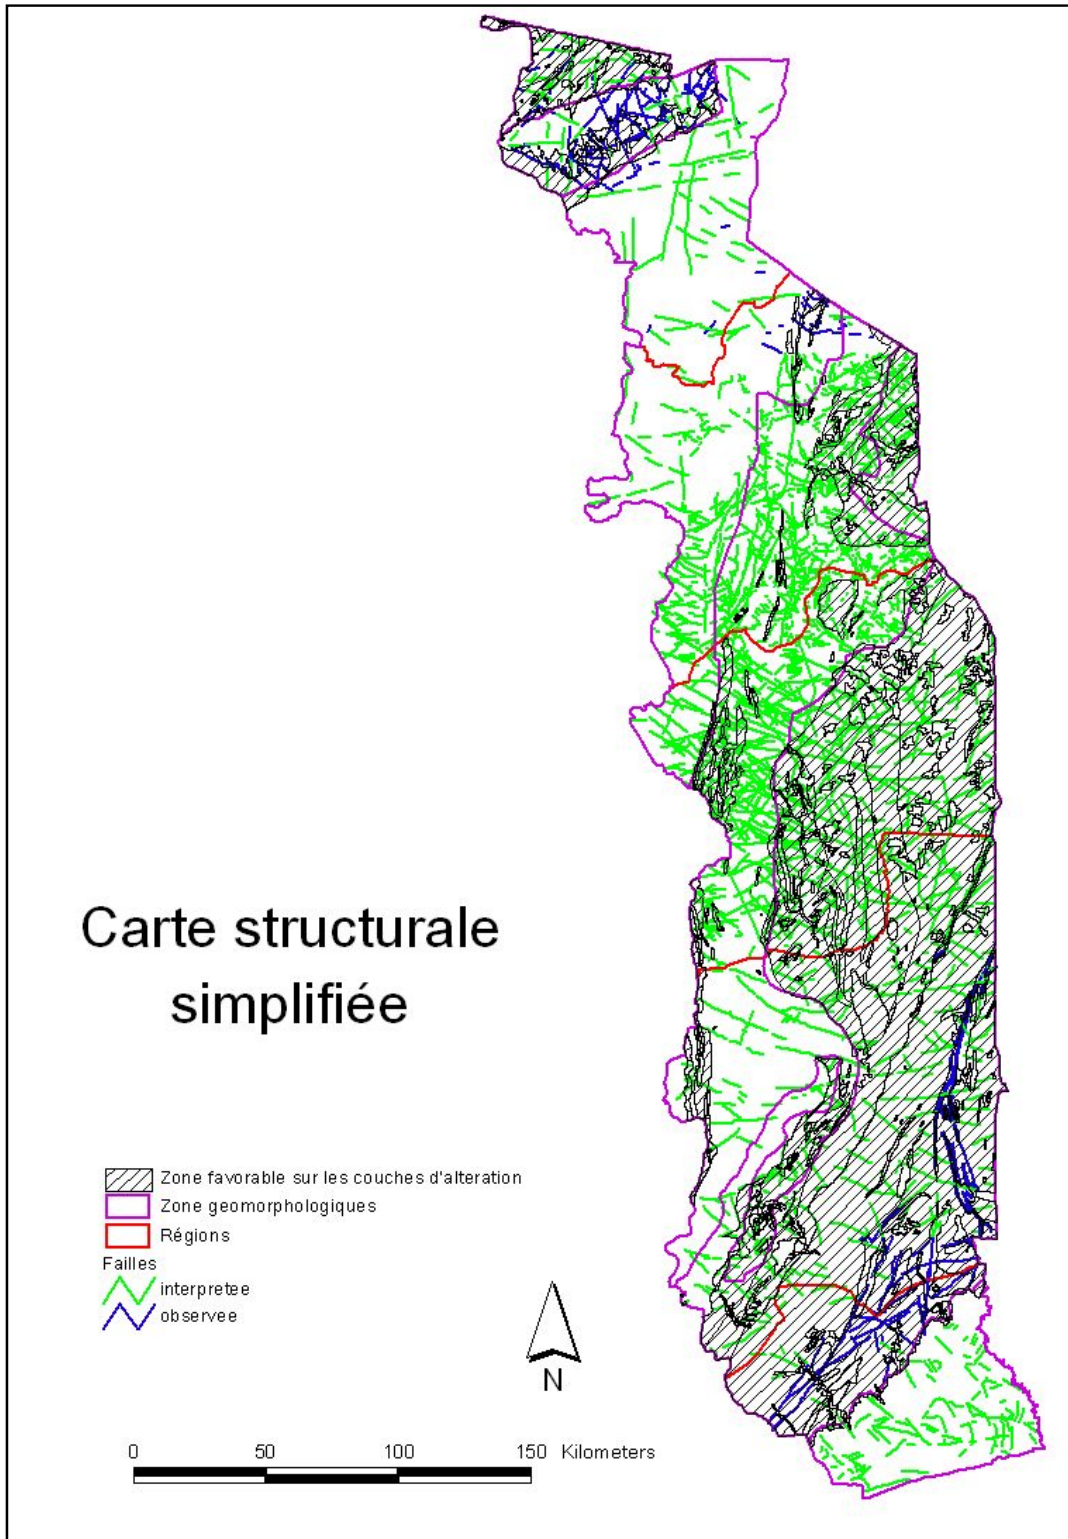 Carte structurale
simplifiée
Zone favorable sur les couches d'alteration
Zone geomorphologiques
Régions
Failles
interpretee
observee
N
0 50 100 150 Kilometers